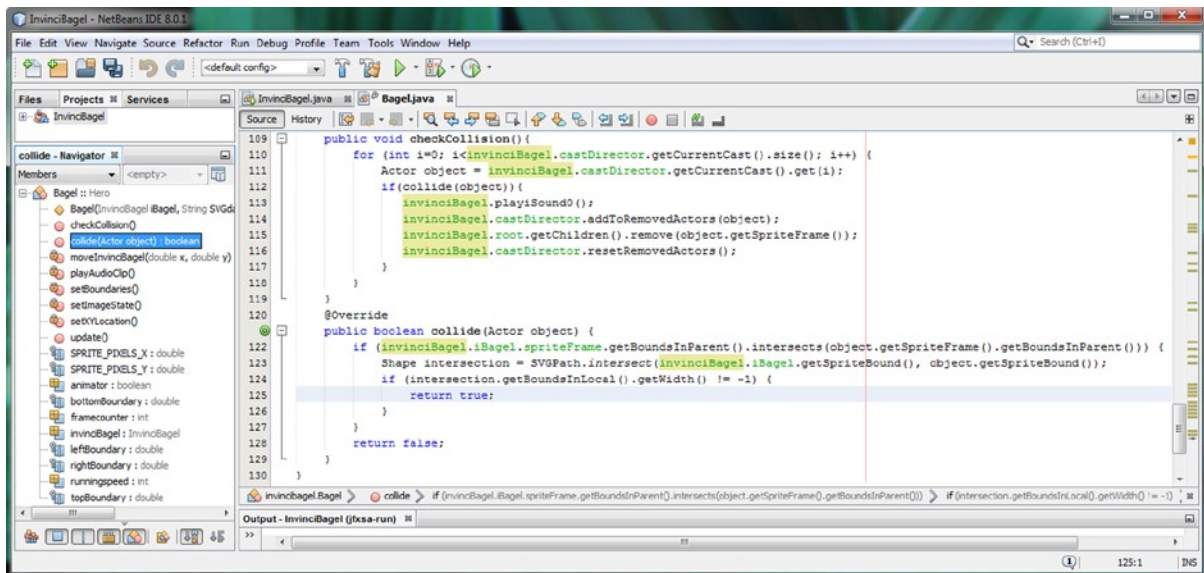 InvinciBagel - NetBeans IDE 8.0.1
File Edit View Navigate Source Refactor Run Debug Profile Team Tools Window Help
Search (Ctrl+I)
<default config>
Files Projects Services
InvinciBagel
InvinciBagel.java
Bagel.java
Source History
collide - Navigator
Members <empty>
Bagel :: Hero
Bagel(InvinciBagel iBagel, String SVGda
checkCollision()
collide(Actor object) : boolean
moveInvinciBagel(double x, double y)
playAudioClip()
setBoundaries()
setImageState()
setXYLocation()
update()
SPRITE_PIXELS_X : double
SPRITE_PIXELS_Y : double
animator : boolean
bottomBoundary : double
framecounter : int
invinciBagel : InvinciBagel
leftBoundary : double
rightBoundary : double
runningspeed : int
topBoundary : double
109 public void checkCollision(){
110 for (int i=0; i<invinciBagel.castDirector.getCurrentCast().size(); i++) {
111 Actor object = invinciBagel.castDirector.getCurrentCast().get(i);
112 if(collide(object)){
113 invinciBagel.playiSound0();
114 invinciBagel.castDirector.addToRemovedActors(object);
115 invinciBagel.root.getChildren().remove(object.getSpriteFrame());
116 invinciBagel.castDirector.resetRemovedActors();
117 }
118 }
119 }
120 @Override
public boolean collide(Actor object) {
122 if (invinciBagel.iBagel.spriteFrame.getBoundsInParent().intersects(object.getSpriteFrame().getBoundsInParent())) {
123 Shape intersection = SVGPath.intersect(invinciBagel.iBagel.getSpriteBound(), object.getSpriteBound());
124 if (intersection.getBoundsInLocal().getWidth() != -1) {
125 return true;
126 }
127 }
128 return false;
129 }
130 }
invincibagel.Bagel collide if (invinciBagel.iBagel.spriteFrame.getBoundsInParent().intersects(object.getSpriteFrame().getBoundsInParent())) if (intersection.getBoundsInLocal().getWidth() != -1)
Output - InvinciBagel (jfxsa-run)
125:1 INS